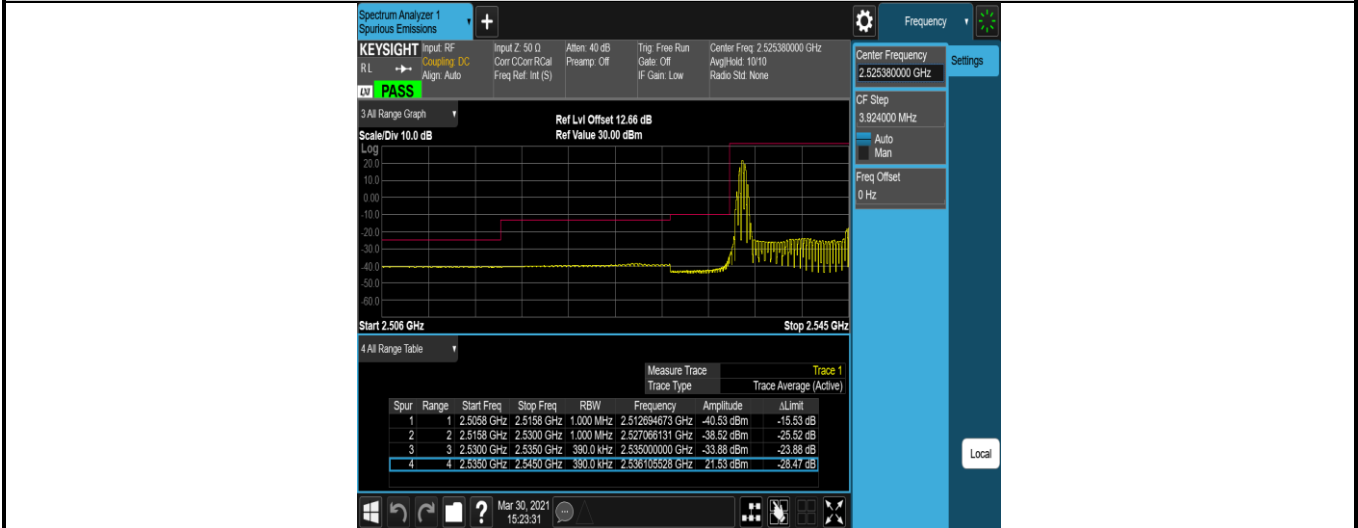 Spectrum Analyzer 1
Spurious Emissions
+
Frequency
KEYSIGHT
RL
Input: RF
Coupling: DC
Align: Auto
Input Z: 50 Ω
Corr CCorr RCal
Freq Ref: Int (S)
Atten: 40 dB
Preamp: Off
Trig: Free Run
Gate: Off
IF Gain: Low
Center Freq: 2.525380000 GHz
Avg|Hold: 10/10
Radio Std: None
LXI PASS
Center Frequency
2.525380000 GHz
Settings
CF Step
3.924000 MHz
Auto
Man
Freq Offset
0 Hz
3 All Range Graph
Scale/Div 10.0 dB
Ref Lvl Offset 12.66 dB
Ref Value 30.00 dBm
Log
20.0
10.0
0.00
-10.0
-20.0
-30.0
-40.0
-50.0
-60.0
Start 2.506 GHz
Stop 2.545 GHz
4 All Range Table
Measure Trace Trace 1
Trace Type Trace Average (Active)
Spur Range Start Freq Stop Freq RBW Frequency Amplitude ΔLimit
1 1 2.5058 GHz 2.5158 GHz 1.000 MHz 2.512694673 GHz -40.53 dBm -15.53 dB
2 2 2.5158 GHz 2.5300 GHz 1.000 MHz 2.527066131 GHz -38.52 dBm -25.52 dB
3 3 2.5300 GHz 2.5350 GHz 390.0 kHz 2.535000000 GHz -33.88 dBm -23.88 dB
4 4 2.5350 GHz 2.5450 GHz 390.0 kHz 2.536105528 GHz 21.53 dBm -28.47 dB
Local
?
Mar 30, 2021
15:23:31